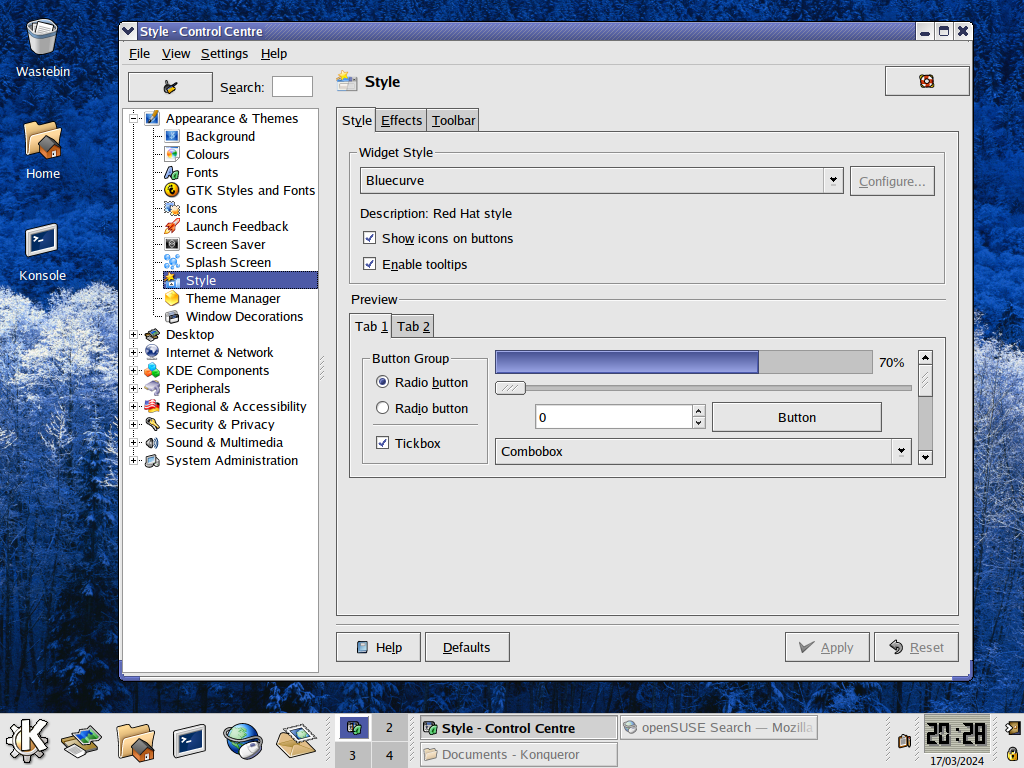 Wastebin
Home
Konsole
Style - Control Centre
File View Settings Help
Search:
Appearance & Themes
Background
Colours
Fonts
GTK Styles and Fonts
Icons
Launch Feedback
Screen Saver
Splash Screen
Style
Theme Manager
Window Decorations
Desktop
Internet & Network
KDE Components
Peripherals
Regional & Accessibility
Security & Privacy
Sound & Multimedia
System Administration
Style
Style Effects Toolbar
Widget Style
Bluecurve
Configure...
Description: Red Hat style
Show icons on buttons
Enable tooltips
Preview
Tab 1 Tab 2
Button Group
Radio button
Radio button
Tickbox
70%
0
Button
Combobox
Help Defaults Apply Reset
2
3 4
Style - Control Centre
openSUSE Search — Mozilla
Documents - Konqueror
20:28
17/03/2024